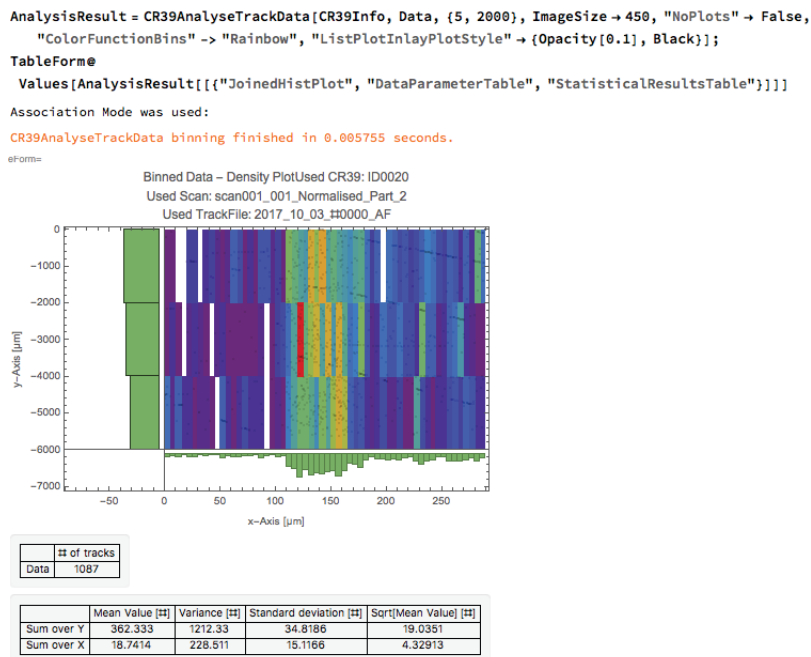 AnalysisResult = CR39AnalyseTrackData[CR39Info, Data, {5, 2000}, ImageSize → 450, "NoPlots" → False,
"ColorFunctionBins" -> "Rainbow", "ListPlotInlayPlotStyle" → {Opacity[0.1], Black}];
TableForm@
Values[AnalysisResult[[{"JoinedHistPlot", "DataParameterTable", "StatisticalResultsTable"}]]]
Association Mode was used:
CR39AnalyseTrackData binning finished in 0.005755 seconds.
eForm=
Binned Data – Density PlotUsed CR39: ID0020
Used Scan: scan001_001_Normalised_Part_2
Used TrackFile: 2017_10_03_#0000_AF
0
−1000
−2000
−3000
−4000
−5000
−6000
−7000
y−Axis [μm]
−50 0 50 100 150 200 250
x−Axis [μm]
# of tracks
Data 1087
Mean Value [#] Variance [#] Standard deviation [#] Sqrt[Mean Value] [#]
Sum over Y 362.333 1212.33 34.8186 19.0351
Sum over X 18.7414 228.511 15.1166 4.32913